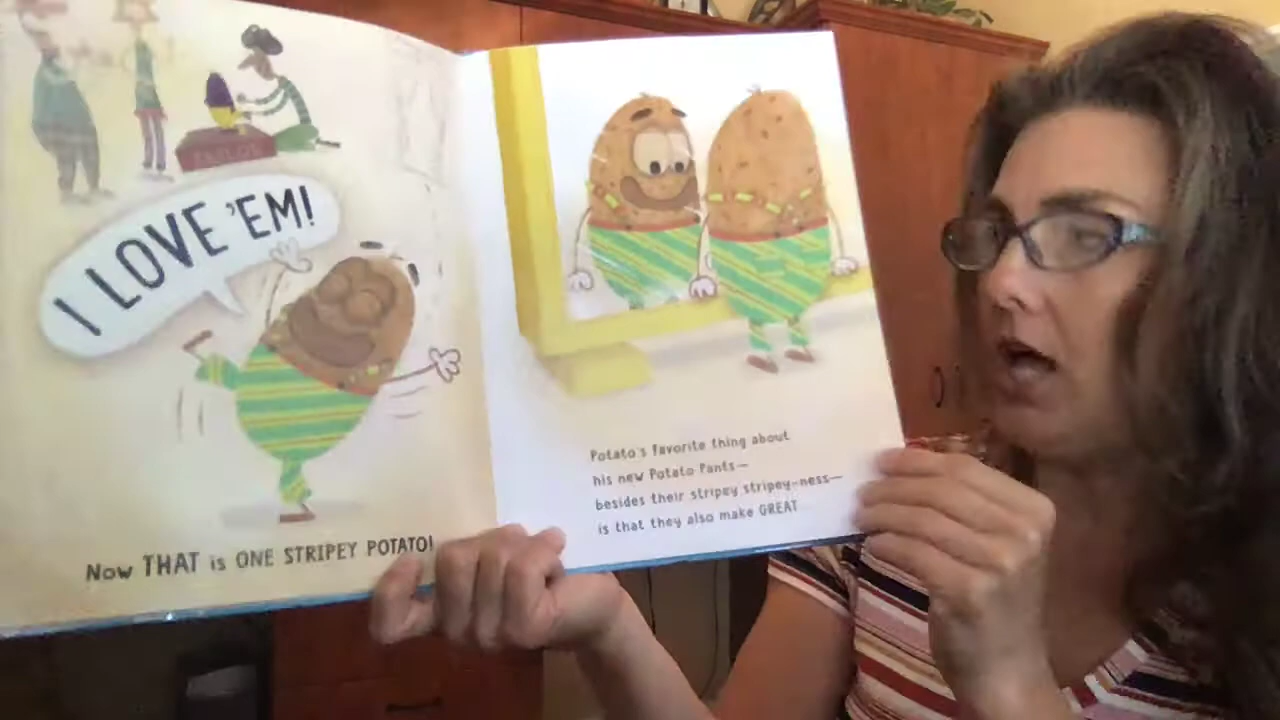 I LOVE 'EM!
Now THAT is ONE STRIPEY POTATO!
Potato's favorite thing about
his new Potato Pants—
besides their stripey stripey-ness—
is that they also make GREAT